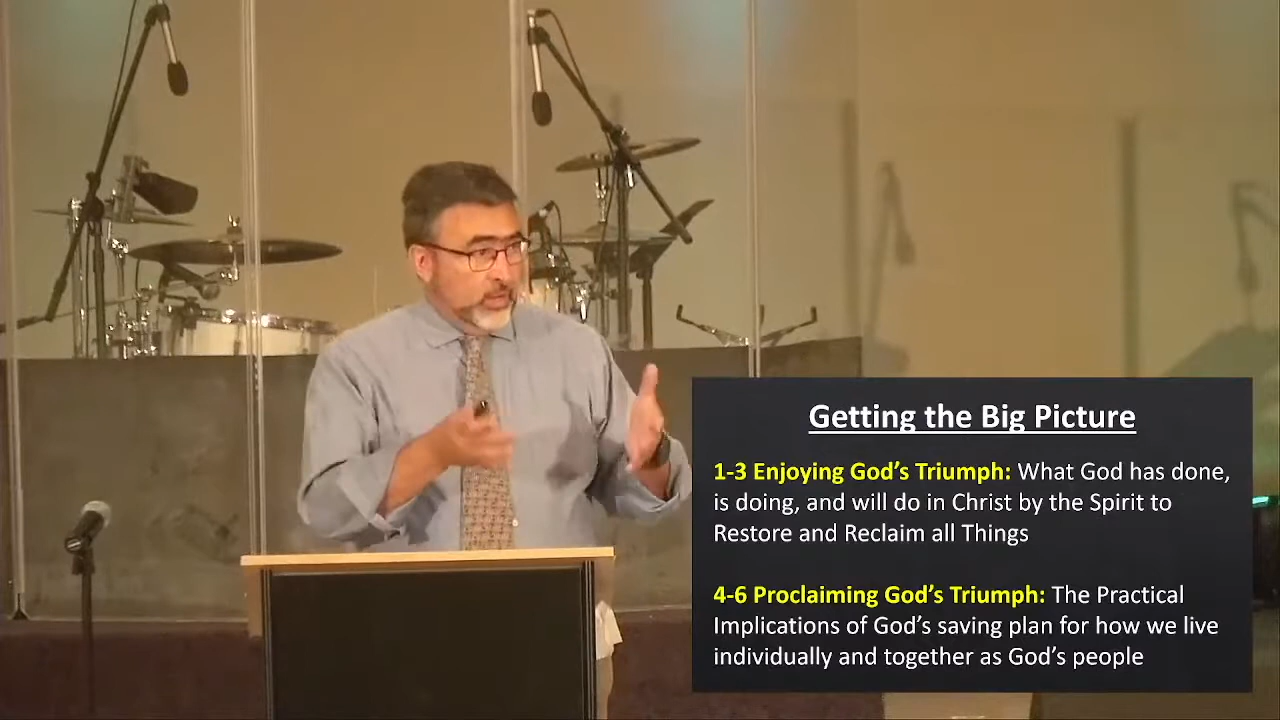 Getting the Big Picture
1-3 Enjoying God's Triumph: What God has done,
is doing, and will do in Christ by the Spirit to
Restore and Reclaim all Things
4-6 Proclaiming God's Triumph: The Practical
Implications of God's saving plan for how we live
individually and together as God's people